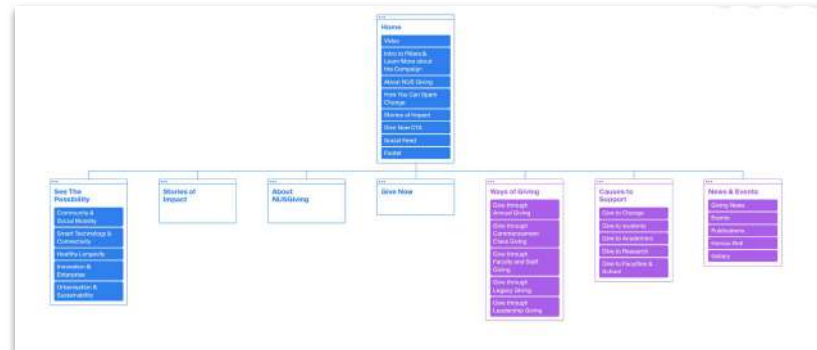 Home
Video
Intro to Pillars &
Learn More about
the Campaign
About NUS Giving
How You Can Spark
Change
Stories of Impact
Give Now CTA
Social Feed
Footer
See The
Possibility
Community &
Social Mobility
Smart Technology &
Connectivity
Healthy Longevity
Innovation &
Enterprise
Urbanisation &
Sustainability
Stories of
Impact
About
NUSGiving
Give Now
Ways of Giving
Give through
Annual Giving
Give through
Commencement
Class Giving
Give through
Faculty and Staff
Giving
Give through
Legacy Giving
Give through
Leadership Giving
Causes to
Support
Give to Change
Give to students
Give to Academics
Give to Research
Give to Faculties &
School
News & Events
Giving News
Events
Publications
Honour Roll
Gallery